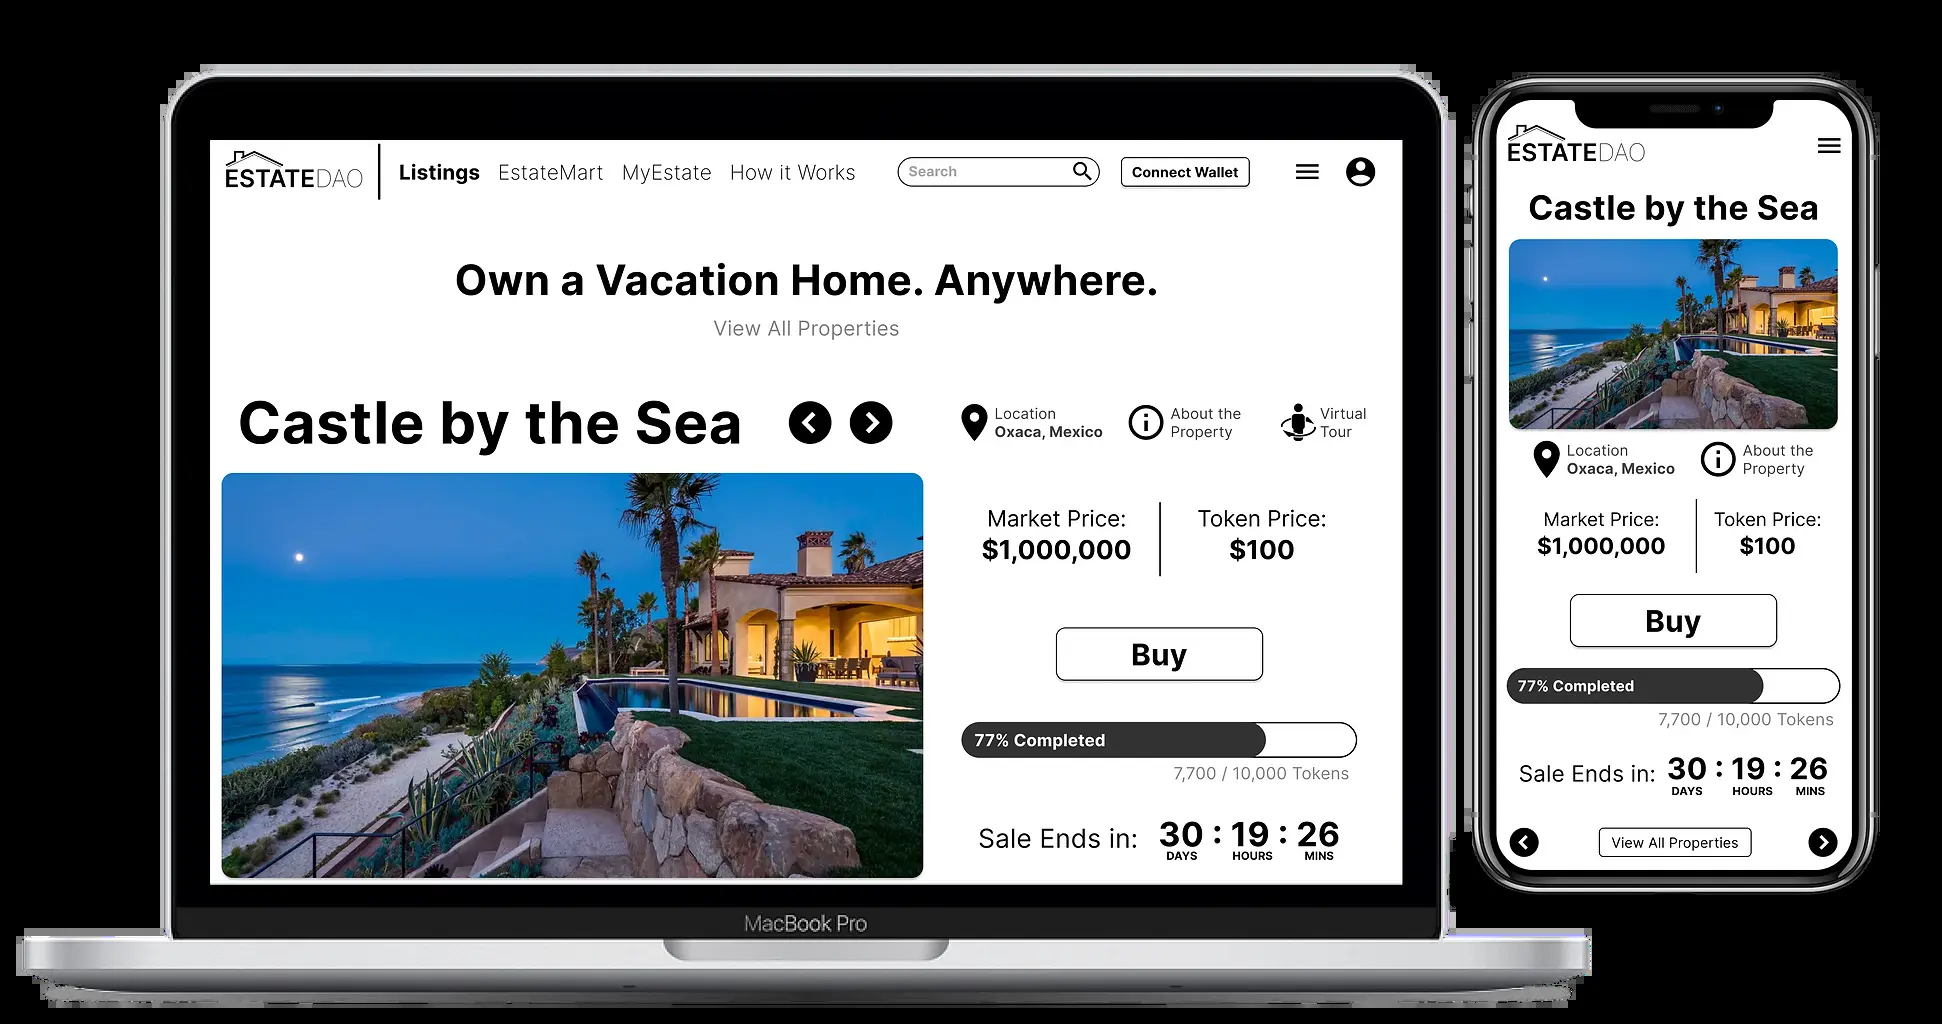 ESTATEDAO
Listings EstateMart MyEstate How it Works
Search
Connect Wallet
Own a Vacation Home. Anywhere.
View All Properties
Castle by the Sea
Location
Oxaca, Mexico
About the
Property
Virtual
Tour
Market Price:
$1,000,000
Token Price:
$100
Buy
77% Completed
7,700 / 10,000 Tokens
Sale Ends in: 30 : 19 : 26
DAYS HOURS MINS
MacBook Pro
ESTATEDAO
Castle by the Sea
Location
Oxaca, Mexico
About the
Property
Market Price:
$1,000,000
Token Price:
$100
Buy
77% Completed
7,700 / 10,000 Tokens
Sale Ends in: 30 : 19 : 26
DAYS HOURS MINS
View All Properties